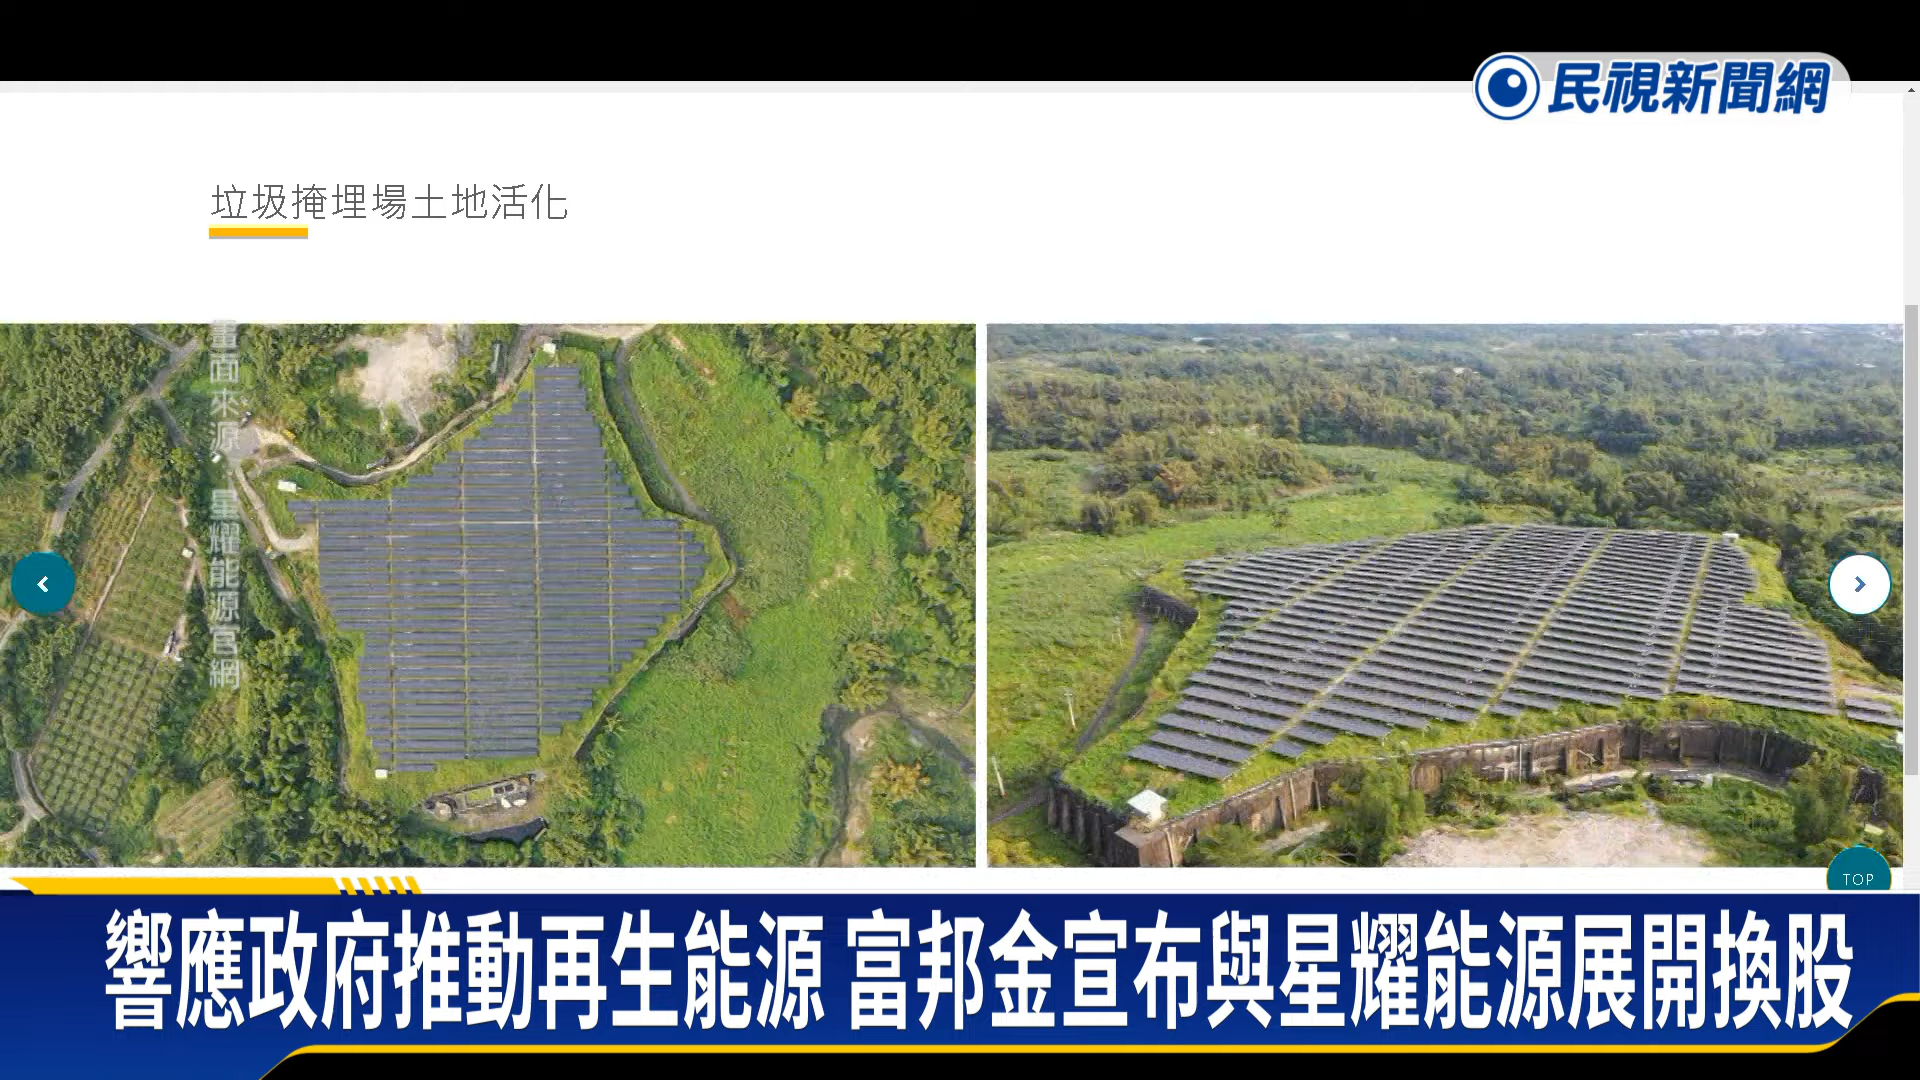 民視新聞網
垃圾掩埋場土地活化
畫面來源／星耀能源官網
TOP
響應政府推動再生能源 富邦金宣布與星耀能源展開換股